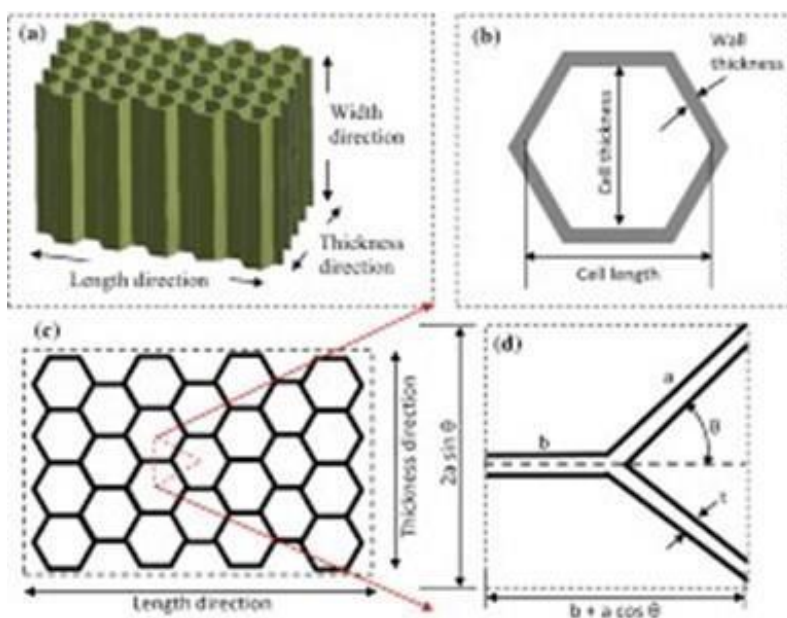 (a)
Width
direction
Thickness
direction
Length direction
(b)
Wall
thickness
Cell thickness
Cell length
(c)
Thickness direction
Length direction
(d)
2a sin θ
a
b
θ
t
b + a cos θ